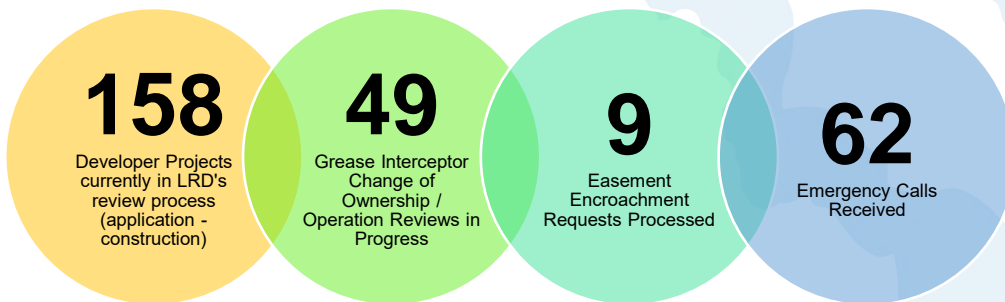 158
Developer Projects
currently in LRD's
review process
(application -
construction)
49
Grease Interceptor
Change of
Ownership /
Operation Reviews in
Progress
9
Easement
Encroachment
Requests Processed
62
Emergency Calls
Received